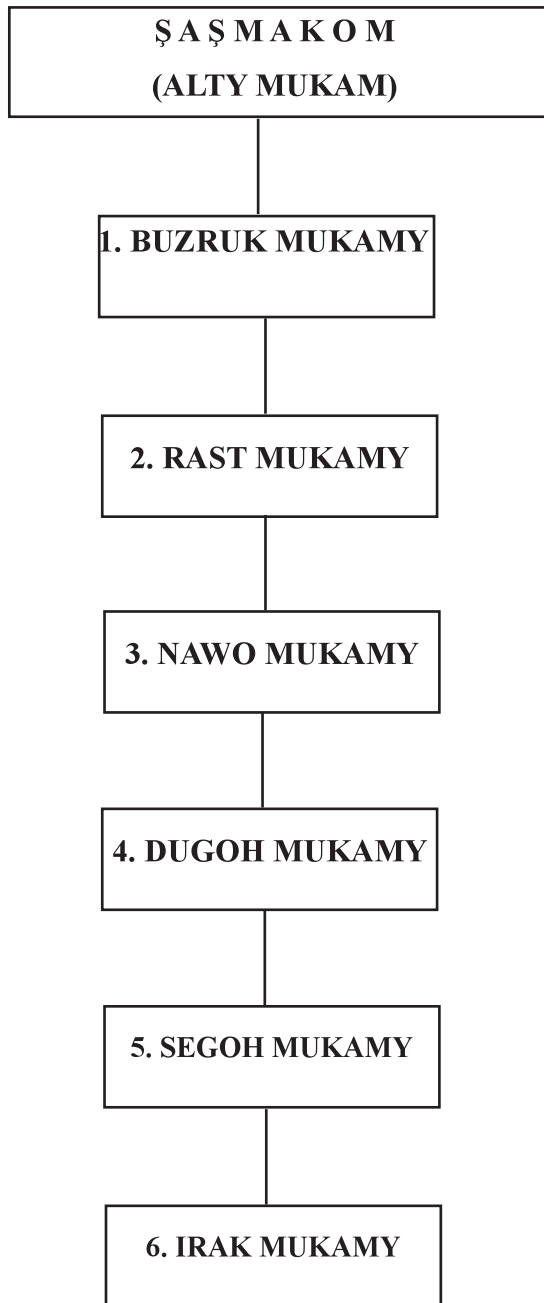 Ş A Ş M A K O M
(ALTY MUKAM)
1. BUZRUK MUKAMY
2. RAST MUKAMY
3. NAWO MUKAMY
4. DUGOH MUKAMY
5. SEGOH MUKAMY
6. IRAK MUKAMY